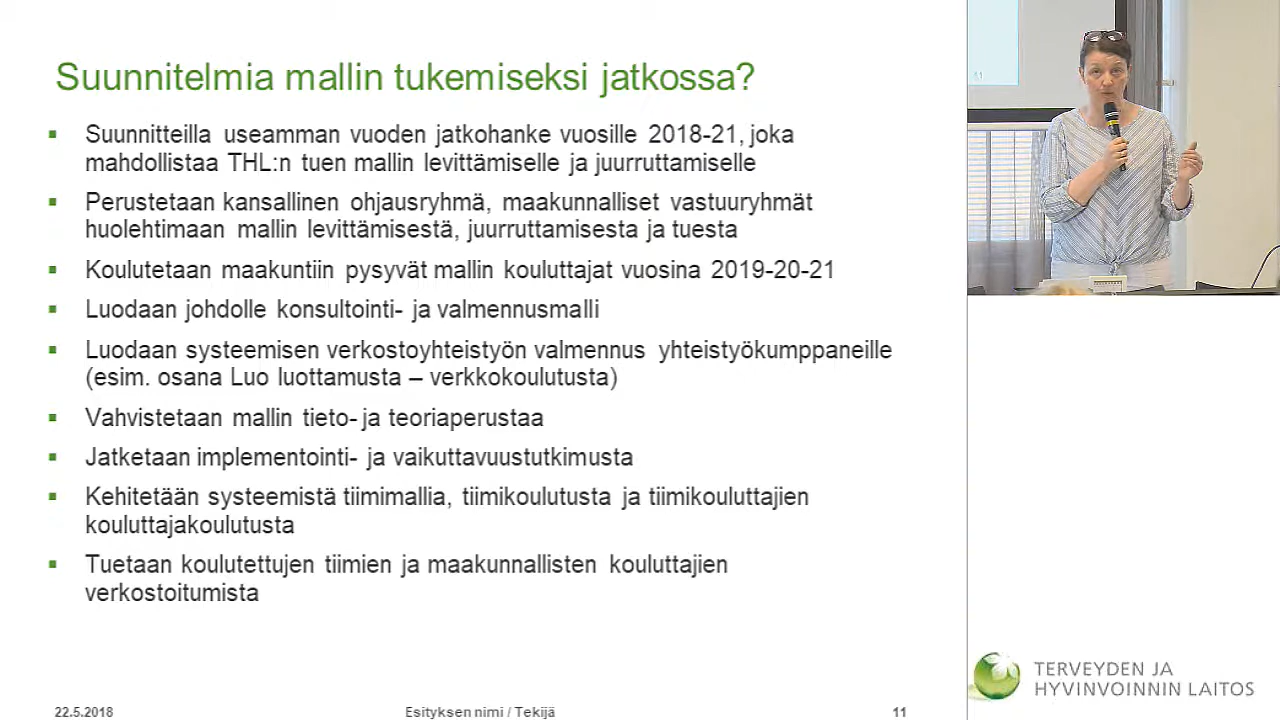 Suunnitelmia mallin tukemiseksi jatkossa?
Suunnitteilla useamman vuoden jatkohanke vuosille 2018-21, joka
mahdollistaa THL:n tuen mallin levittämiselle ja juurruttamiselle
Perustetaan kansallinen ohjausryhmä, maakunnalliset vastuuryhmät
huolehtimaan mallin levittämisestä, juurruttamisesta ja tuesta
Koulutetaan maakuntiin pysyvät mallin kouluttajat vuosina 2019-20-21
Luodaan johdolle konsultointi- ja valmennusmalli
Luodaan systeemisen verkostoyhteistyön valmennus yhteistyökumppaneille
(esim. osana Luo luottamusta – verkkokoulutusta)
Vahvistetaan mallin tieto- ja teoriaperustaa
Jatketaan implementointi- ja vaikuttavuustutkimusta
Kehitetään systeemistä tiimimallia, tiimikoulutusta ja tiimikouluttajien
kouluttajakoulutusta
Tuetaan koulutettujen tiimien ja maakunnallisten kouluttajien
verkostoitumista
22.5.2018
Esityksen nimi / Tekijä
11
TERVEYDEN JA
HYVINVOINNIN LAITOS